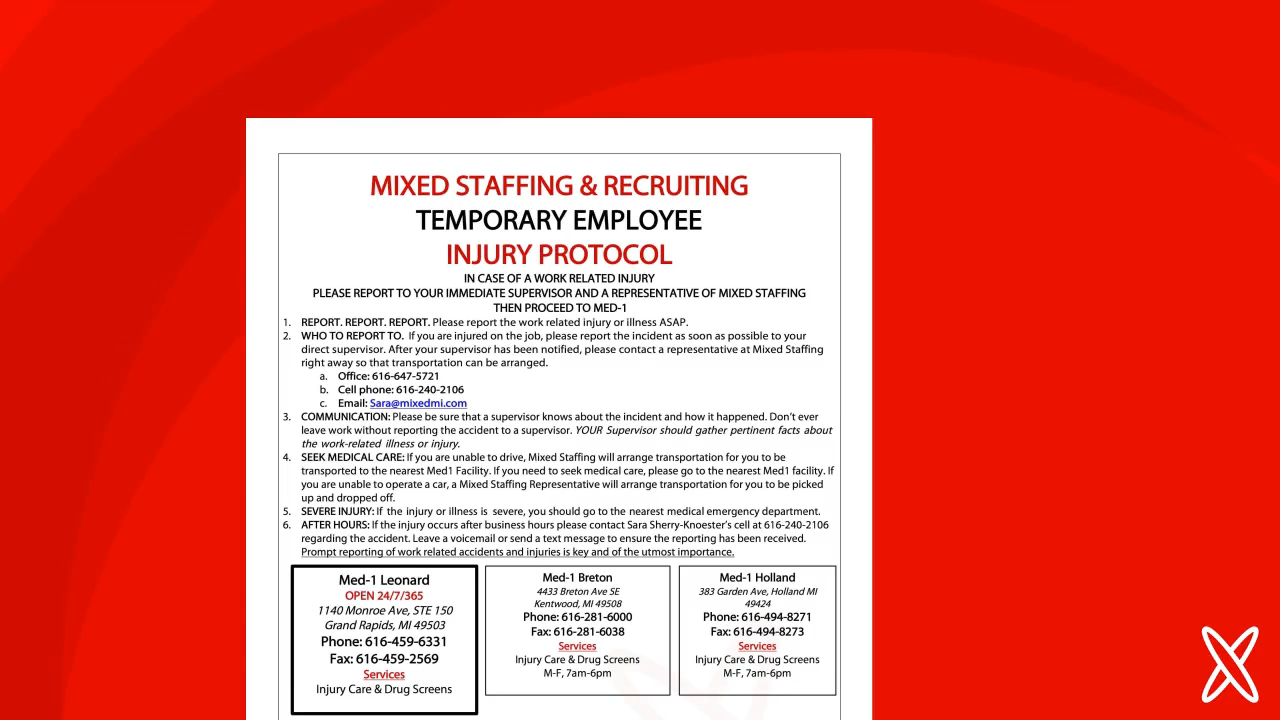 MIXED STAFFING & RECRUITING
TEMPORARY EMPLOYEE
INJURY PROTOCOL
IN CASE OF A WORK RELATED INJURY
PLEASE REPORT TO YOUR IMMEDIATE SUPERVISOR AND A REPRESENTATIVE OF MIXED STAFFING
THEN PROCEED TO MED-1
1. REPORT. REPORT. REPORT. Please report the work related injury or illness ASAP.
2. WHO TO REPORT TO. If you are injured on the job, please report the incident as soon as possible to your
direct supervisor. After your supervisor has been notified, please contact a representative at Mixed Staffing
right away so that transportation can be arranged.
a. Office: 616-647-5721
b. Cell phone: 616-240-2106
c. Email: Sara@mixedmi.com
3. COMMUNICATION: Please be sure that a supervisor knows about the incident and how it happened. Don't ever
leave work without reporting the accident to a supervisor. YOUR Supervisor should gather pertinent facts about
the work-related illness or injury.
4. SEEK MEDICAL CARE: If you are unable to drive, Mixed Staffing will arrange transportation for you to be
transported to the nearest Med1 Facility. If you need to seek medical care, please go to the nearest Med1 facility. If
you are unable to operate a car, a Mixed Staffing Representative will arrange transportation for you to be picked
up and dropped off.
5. SEVERE INJURY: If the injury or illness is severe, you should go to the nearest medical emergency department.
6. AFTER HOURS: If the injury occurs after business hours please contact Sara Sherry-Knoester's cell at 616-240-2106
regarding the accident. Leave a voicemail or send a text message to ensure the reporting has been received.
Prompt reporting of work related accidents and injuries is key and of the utmost importance.
Med-1 Leonard
OPEN 24/7/365
1140 Monroe Ave, STE 150
Grand Rapids, MI 49503
Phone: 616-459-6331
Fax: 616-459-2569
Services
Injury Care & Drug Screens
Med-1 Breton
4433 Breton Ave SE
Kentwood, MI 49508
Phone: 616-281-6000
Fax: 616-281-6038
Services
Injury Care & Drug Screens
M-F, 7am-6pm
Med-1 Holland
383 Garden Ave, Holland MI
49424
Phone: 616-494-8271
Fax: 616-494-8273
Services
Injury Care & Drug Screens
M-F, 7am-6pm